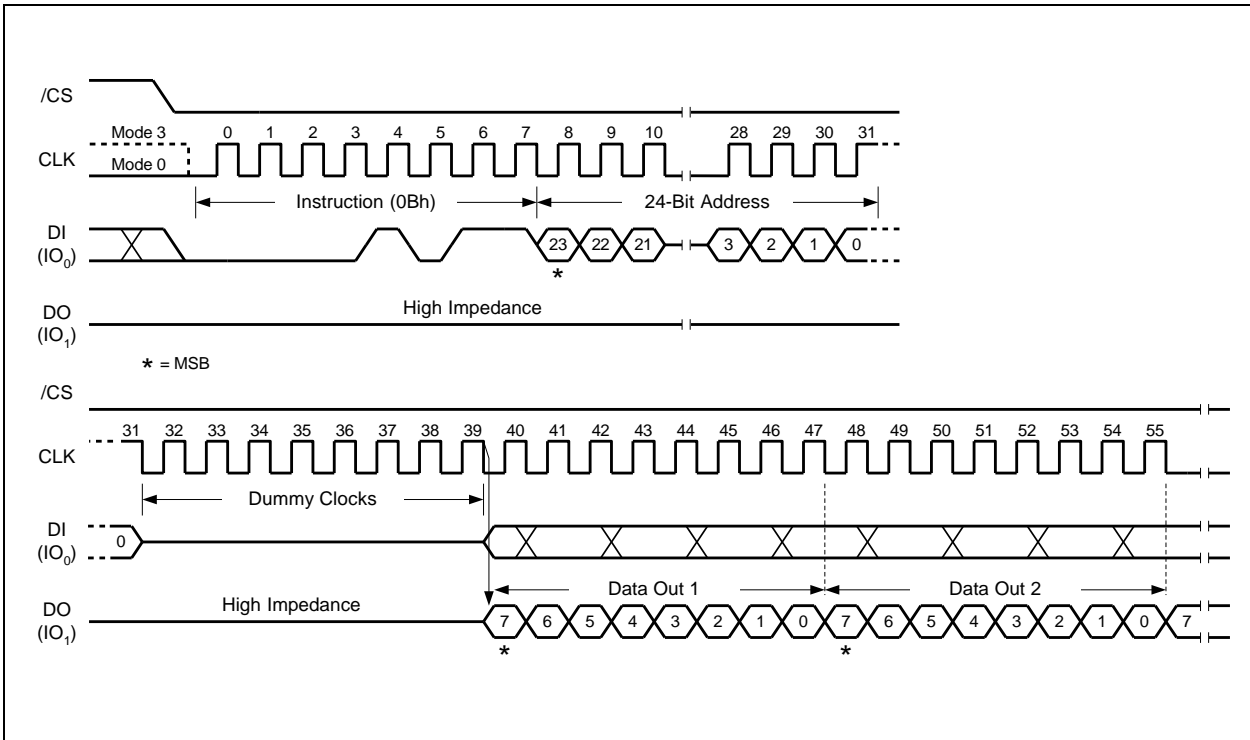 /CS
Mode 3 0 1 2 3 4 5 6 7 8 9 10 28 29 30 31
CLK
Mode 0
Instruction (0Bh) 24-Bit Address
DI
(IO0) 23 22 21 3 2 1 0
*
High Impedance
DO
(IO1)
* = MSB
/CS
31 32 33 34 35 36 37 38 39 40 41 42 43 44 45 46 47 48 49 50 51 52 53 54 55
CLK
Dummy Clocks
DI
(IO0) 0
Data Out 1 Data Out 2
High Impedance
DO
(IO1) 7 6 5 4 3 2 1 0 7 6 5 4 3 2 1 0 7
* *